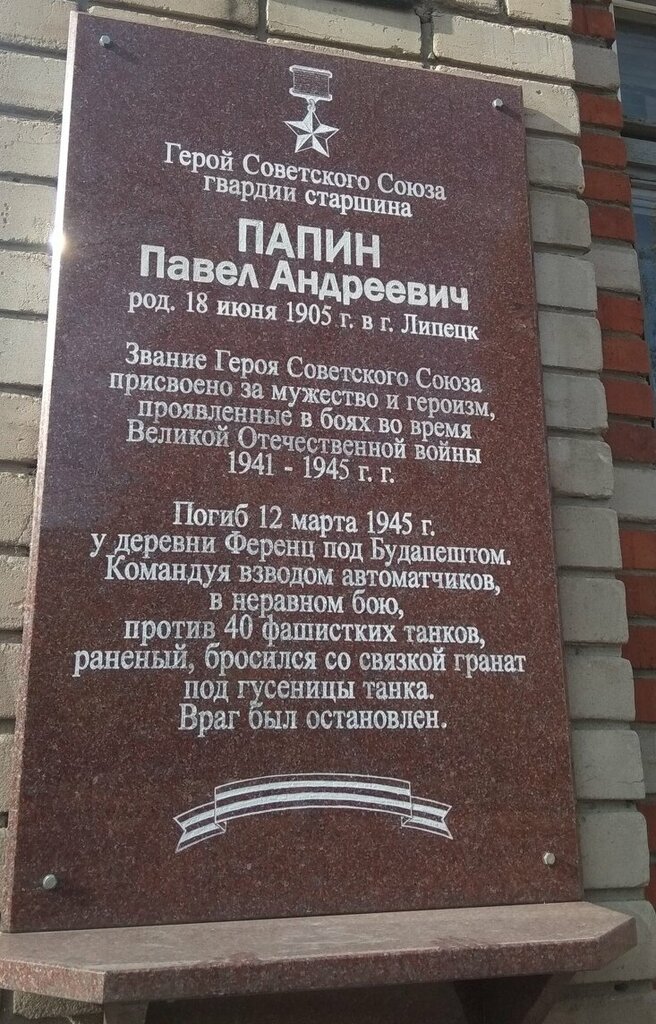 Герой Советского Союза
гвардии старшина
ПАПИН
Павел Андреевич
род. 18 июня 1905 г. в г. Липецк
Звание Героя Советского Союза
присвоено за мужество и героизм,
проявленные в боях во время
Великой Отечественной войны
1941 - 1945 г. г.
Погиб 12 марта 1945 г.
у деревни Ференц под Будапештом.
Командуя взводом автоматчиков,
в неравном бою,
против 40 фашистких танков,
раненый, бросился со связкой гранат
под гусеницы танка.
Враг был остановлен.